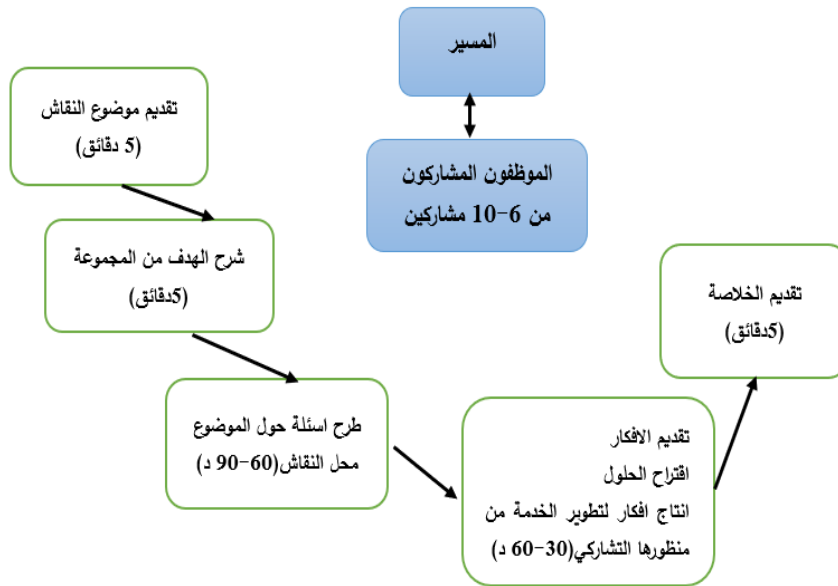 المسير
الموظفون المشاركون
من 6-10 مشاركين
تقديم موضوع النقاش
(5 دقائق)
شرح الهدف من المجموعة
(5دقائق)
طرح اسئلة حول الموضوع
محل النقاش(60-90 د)
تقديم الافكار
اقتراح الحلول
انتاج افكار لتطوير الخدمة من
منظورها التشاركي(30-60 د)
تقديم الخلاصة
(5دقائق)